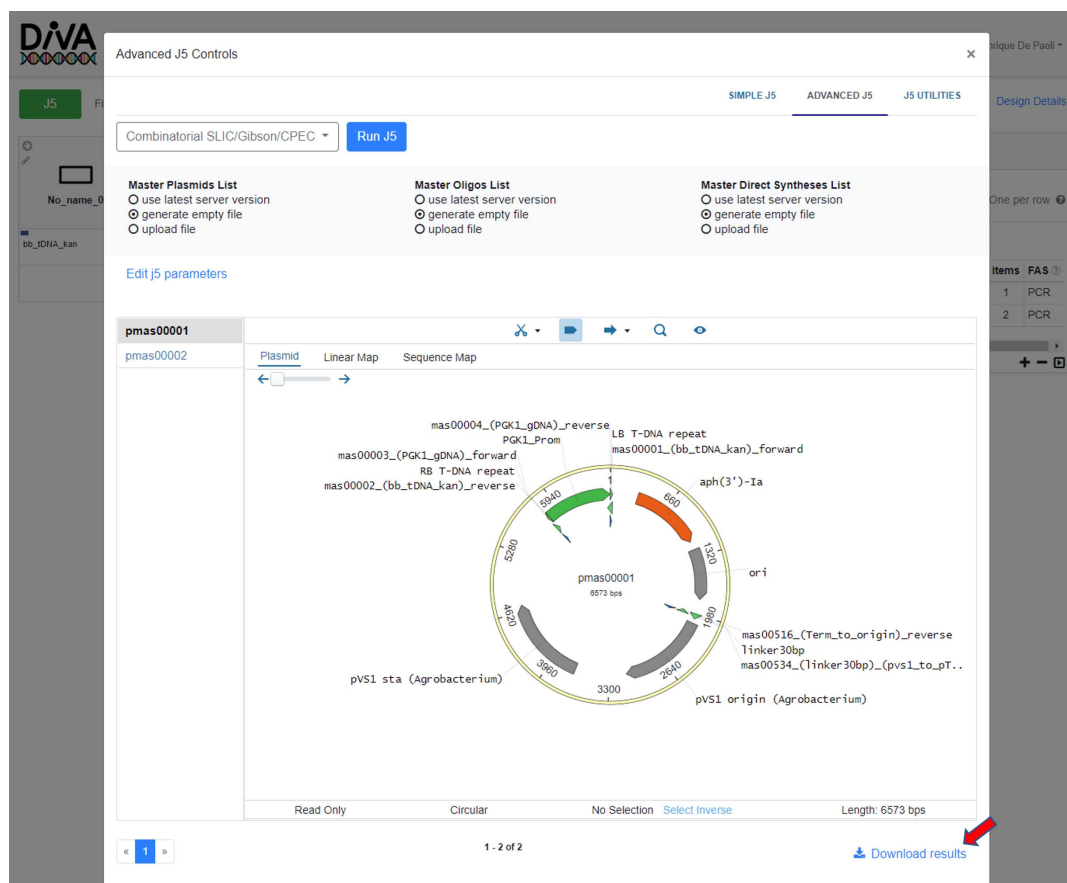 DiVA
Advanced J5 Controls
×
nrique De Paoli
J5
Fi
SIMPLE J5
ADVANCED J5
J5 UTILITIES
Design Details
Combinatorial SLIC/Gibson/CPEC
Run J5
Master Plasmids List
use latest server version
generate empty file
upload file
Master Oligos List
use latest server version
generate empty file
upload file
Master Direct Syntheses List
use latest server version
generate empty file
upload file
No_name_0
One per row
bb_tDNA_kan
Edit j5 parameters
Items FAS
1 PCR
2 PCR
pmas00001
pmas00002
Plasmid
Linear Map
Sequence Map
mas00004_(PGK1_gDNA)_reverse
PGK1_Prom
mas00003_(PGK1_gDNA)_forward
RB T-DNA repeat
mas00002_(bb_tDNA_kan)_reverse
LB T-DNA repeat
mas00001_(bb_tDNA_kan)_forward
aph(3')-Ia
1
660
1320
1980
2640
3300
3960
4620
5280
5940
ori
pmas00001
6573 bps
mas00516_(Term_to_origin)_reverse
linker30bp
mas00534_(linker30bp)_(pvs1_to_pT..
pVS1 sta (Agrobacterium)
pVS1 origin (Agrobacterium)
Read Only
Circular
No Selection
Select Inverse
Length: 6573 bps
« 1 »
1 - 2 of 2
Download results